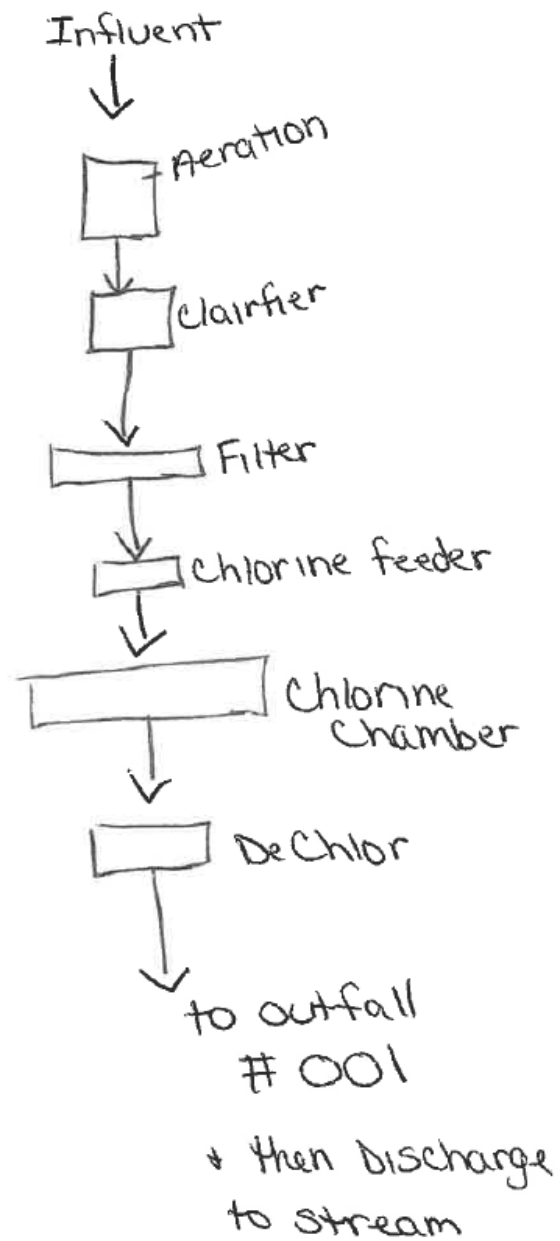 Influent
Aeration
Clairfier
Filter
Chlorine feeder
Chlorine
Chamber
DeChlor
to outfall
# 001
* then Discharge
to stream